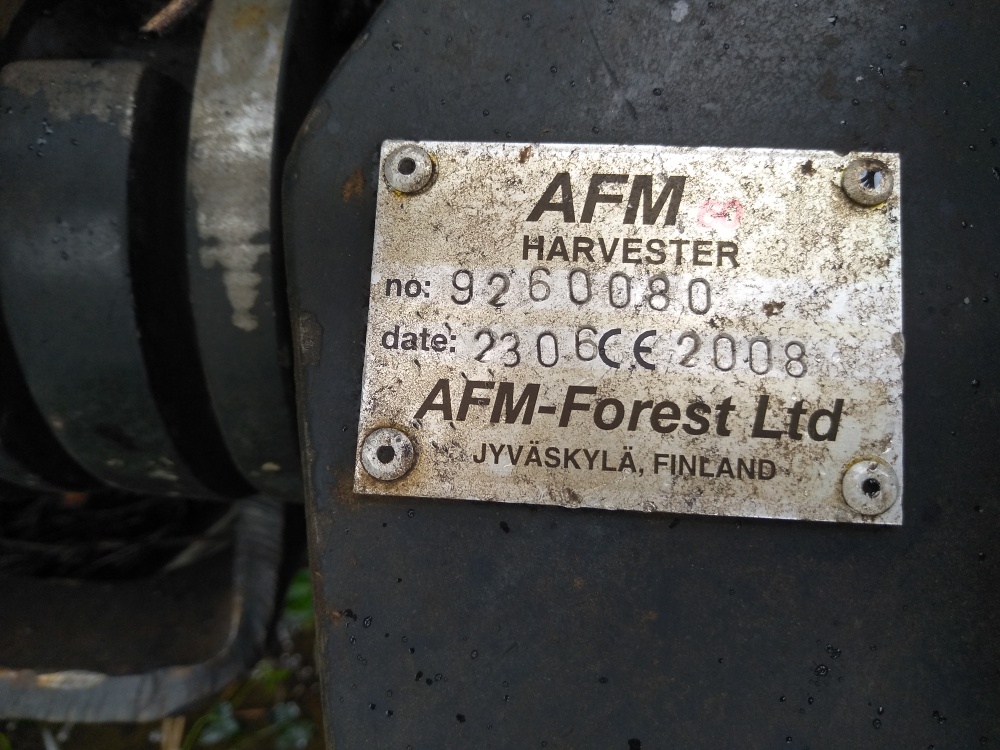 AFM
HARVESTER
no: 9260080
date: 2306 CE 2008
AFM-Forest Ltd
JYVÄSKYLÄ, FINLAND